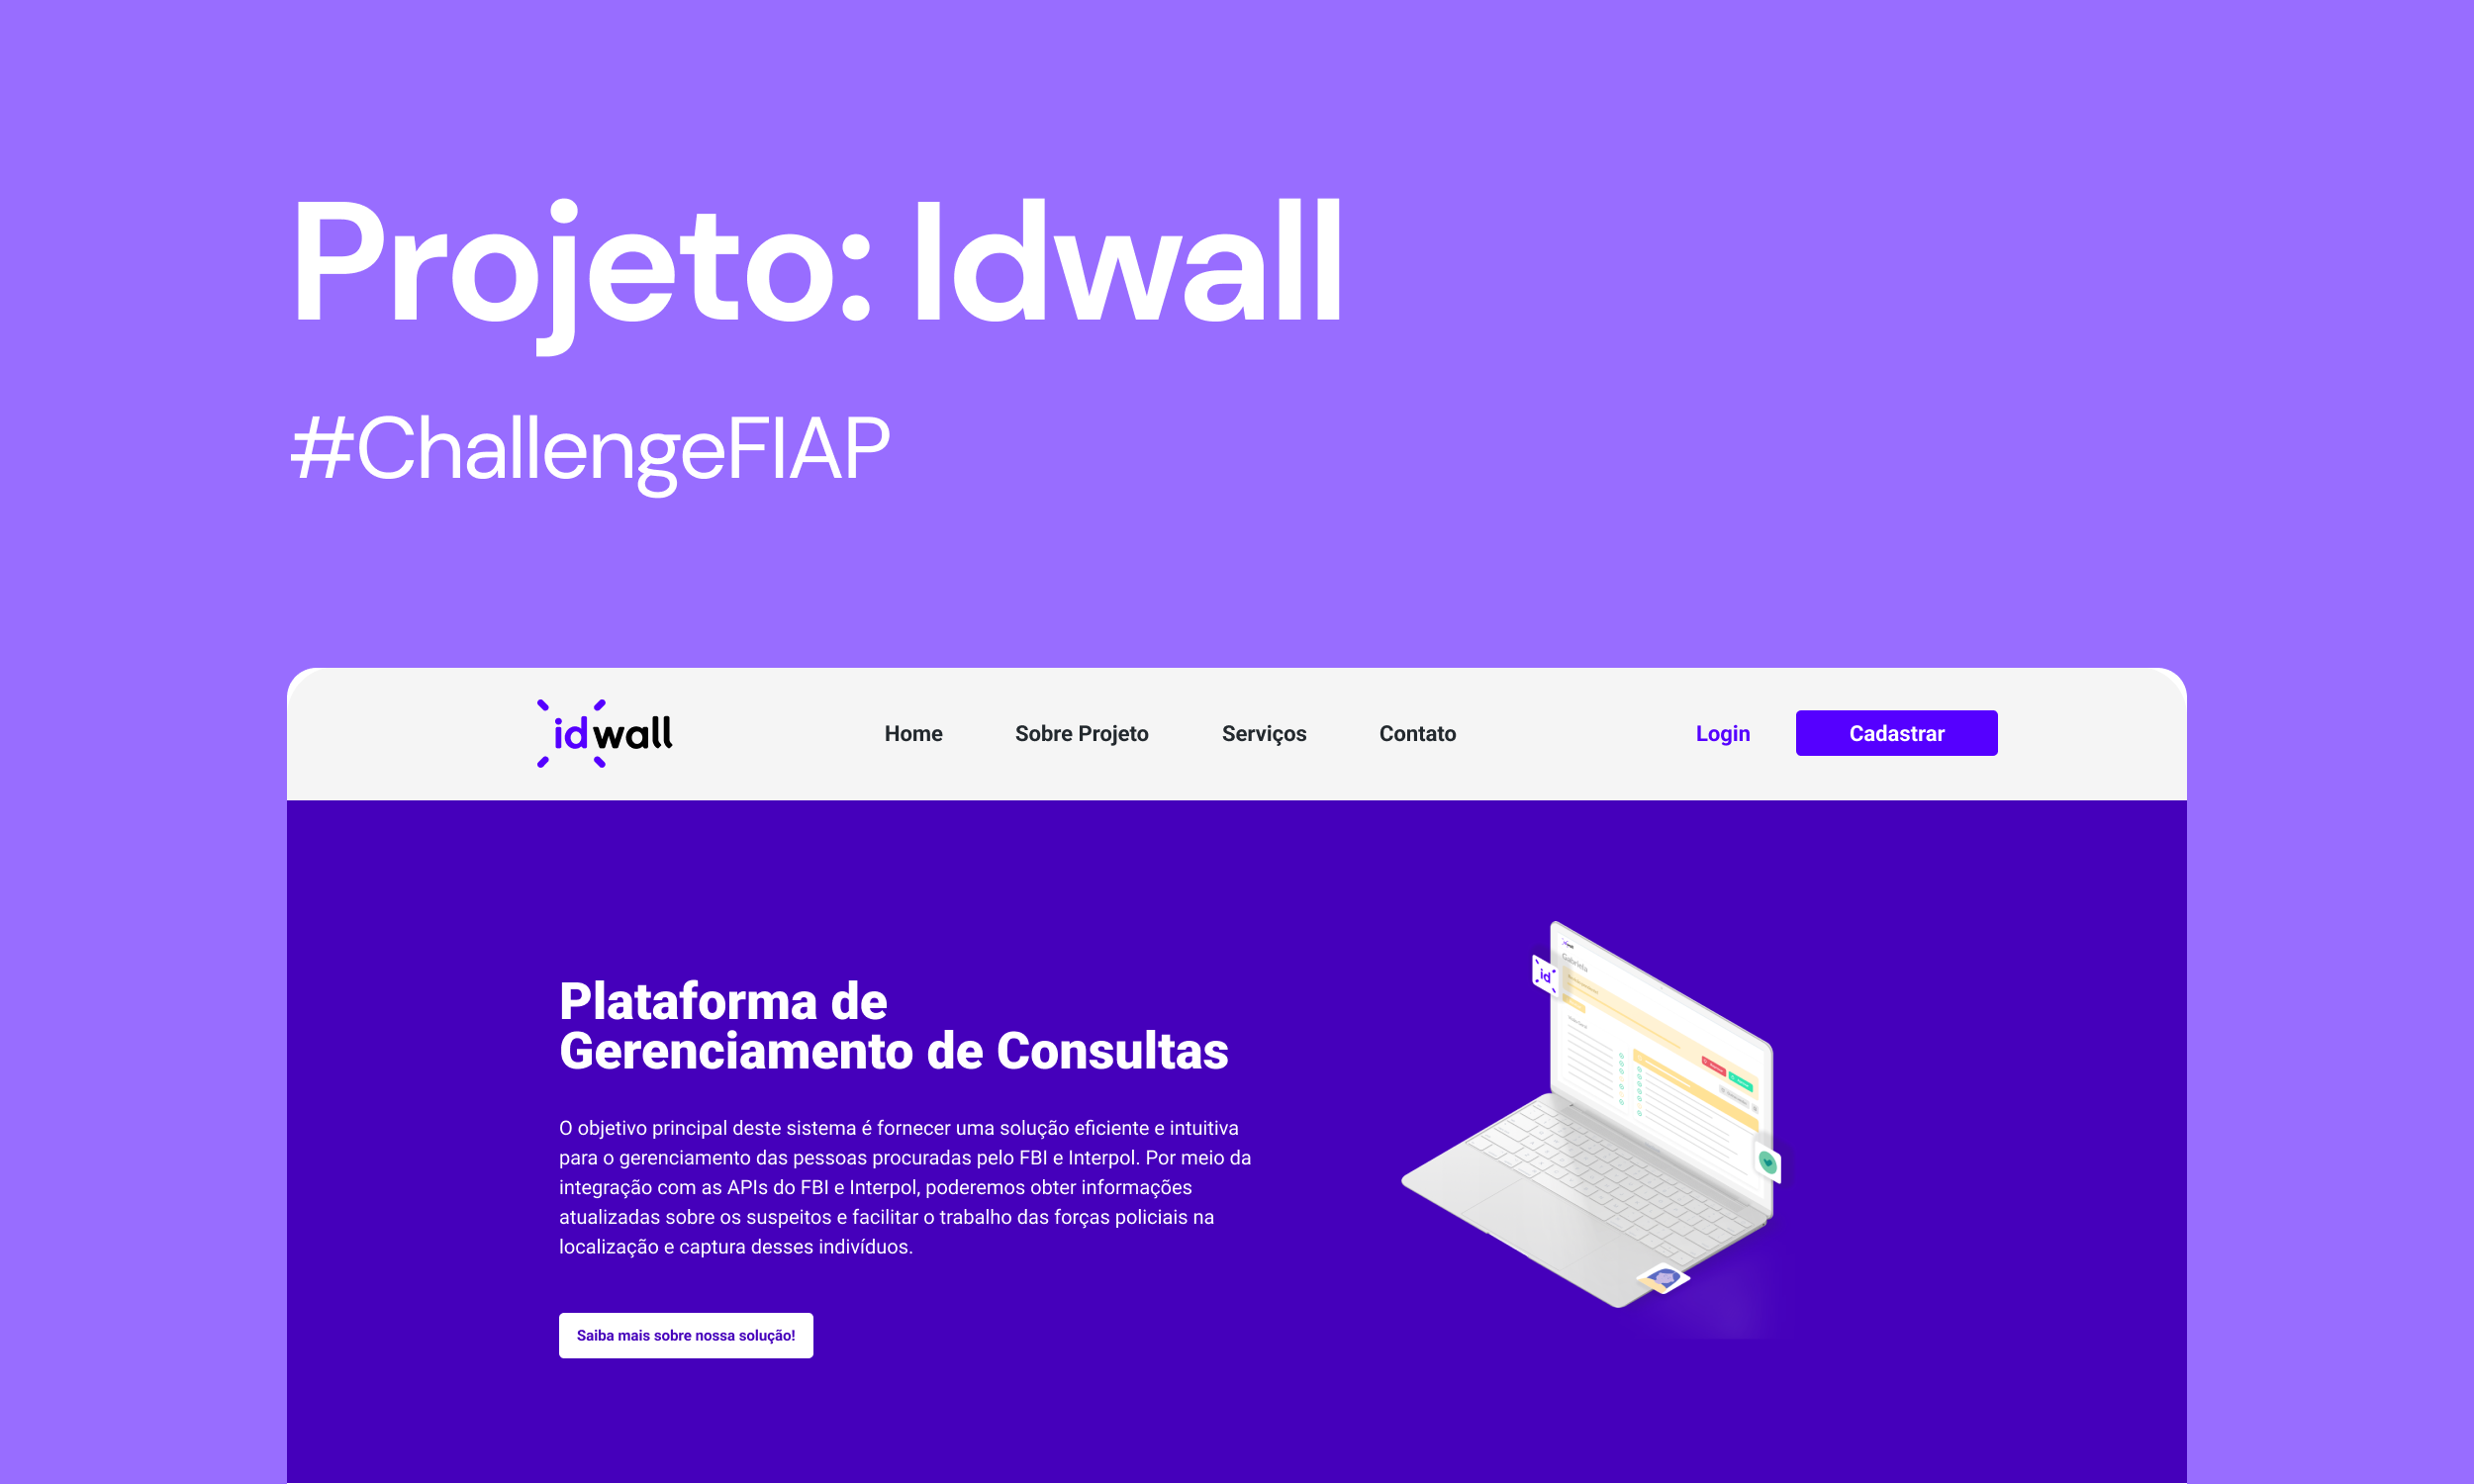 Projeto: Idwall
#ChallengeFIAP
idwall
Home
Sobre Projeto
Serviços
Contato
Login
Cadastrar
Plataforma de
Gerenciamento de Consultas
O objetivo principal deste sistema é fornecer uma solução eficiente e intuitiva
para o gerenciamento das pessoas procuradas pelo FBI e Interpol. Por meio da
integração com as APIs do FBI e Interpol, poderemos obter informações
atualizadas sobre os suspeitos e facilitar o trabalho das forças policiais na
localização e captura desses indivíduos.
Saiba mais sobre nossa solução!
id
Gabriela